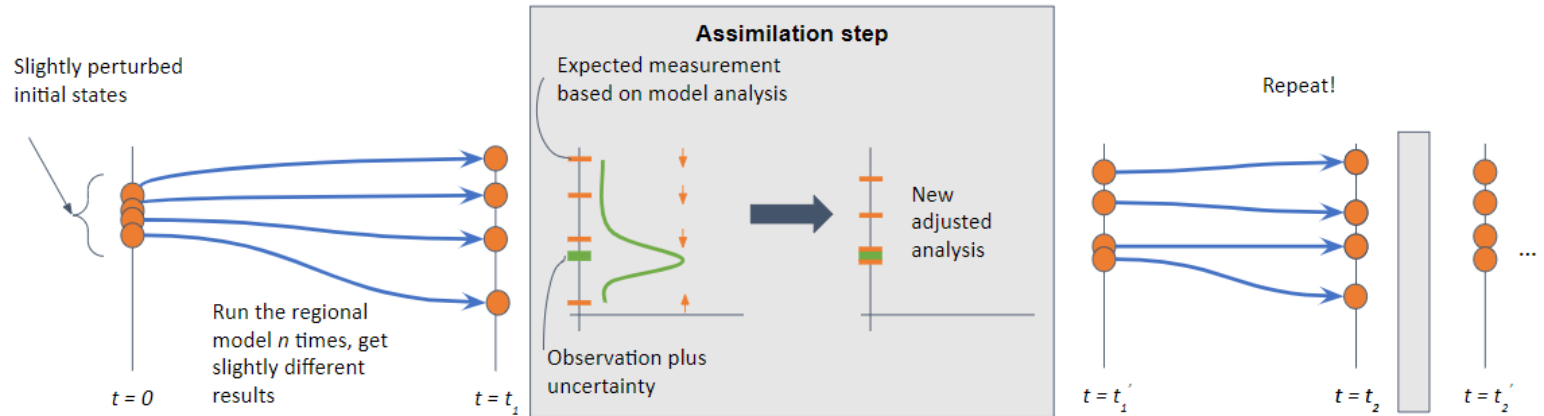 Slightly perturbed
initial states
Run the regional
model n times, get
slightly different
results
t = 0
t = t₁
Assimilation step
Expected measurement
based on model analysis
Observation plus
uncertainty
New
adjusted
analysis
Repeat!
t = t₁′
t = t₂
t = t₂′
...